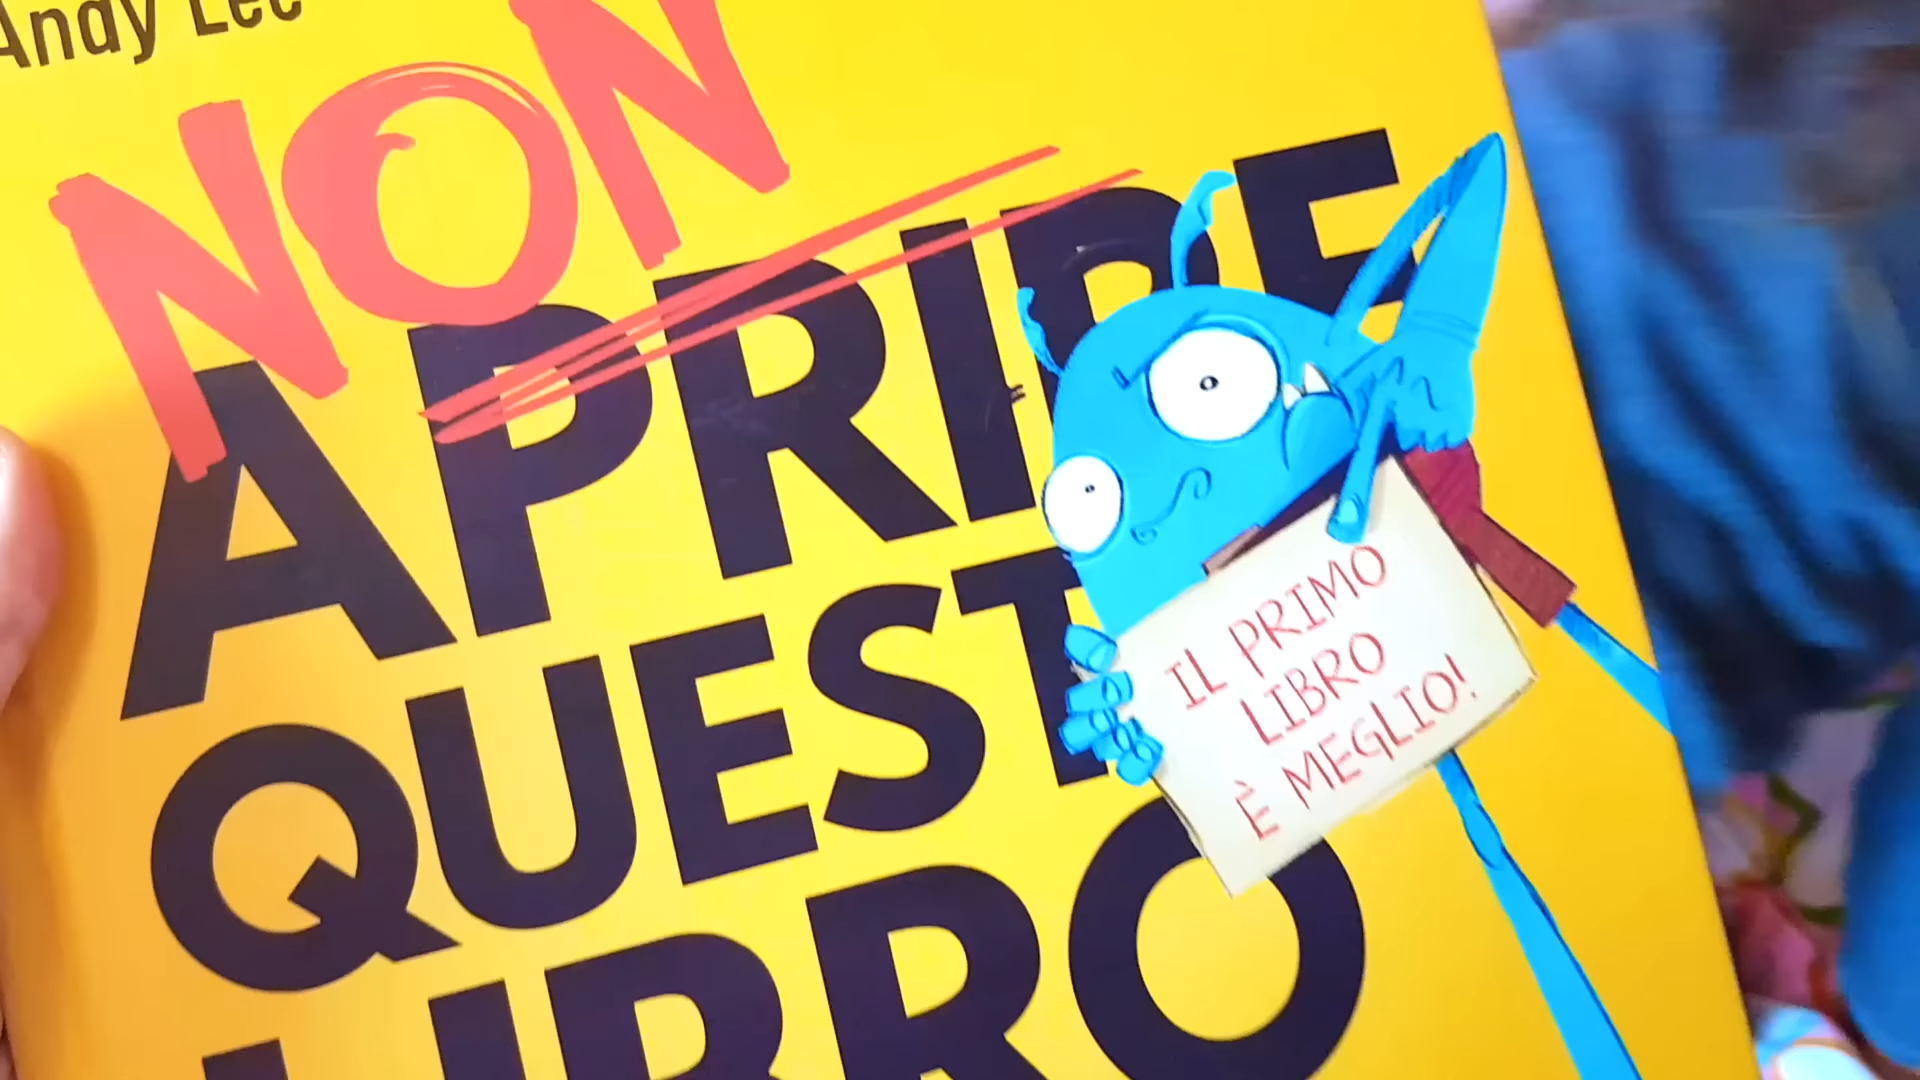 Andy Lee
NON
APRIRE
QUESTO
LIBRO
IL PRIMO
LIBRO
È MEGLIO!